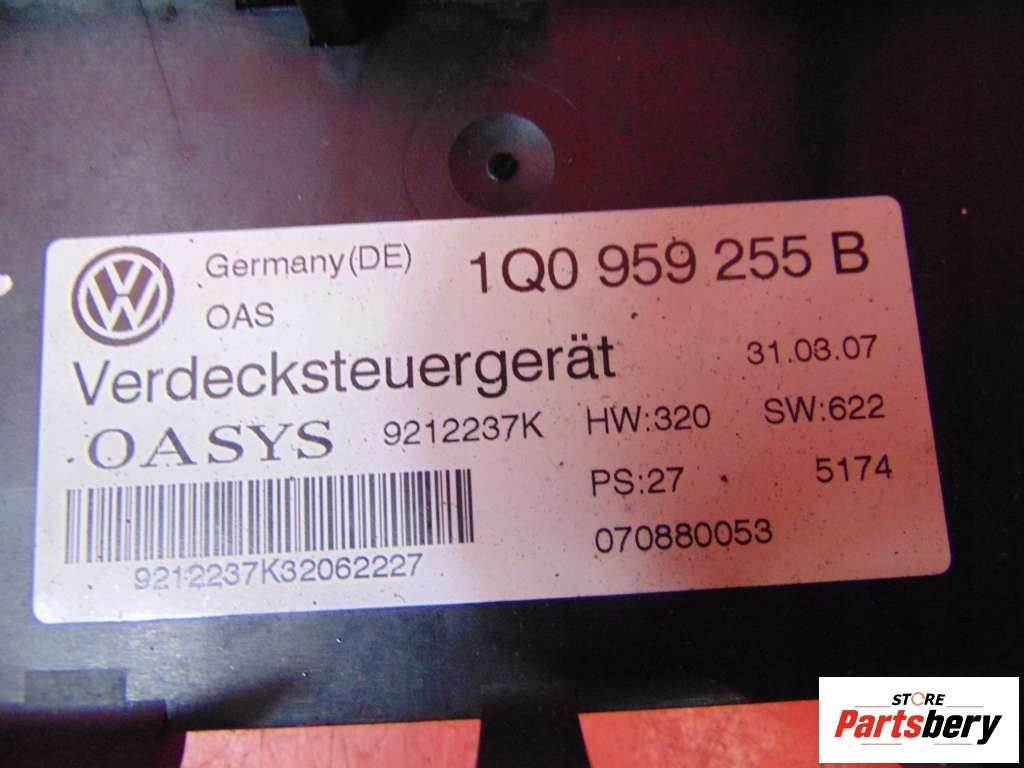 Germany (DE) 1Q0 959 255 B
OAS
Verdecksteuergerät 31.03.07
OASYS 9212237K HW:320 SW:622
PS:27 5174
9212237K32062227 070880053
STORE
Partsbery